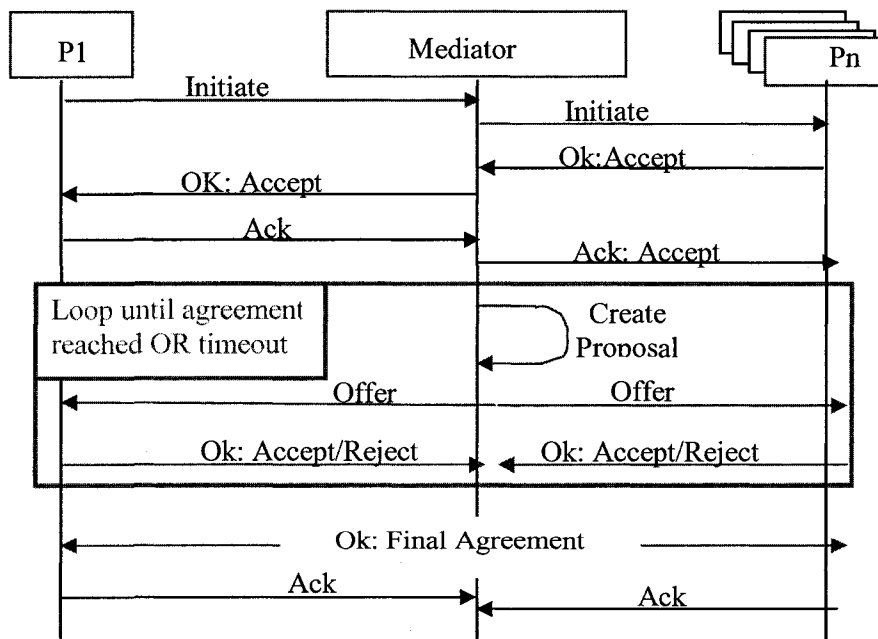 P1
Mediator
Pn
Initiate
Initiate
Ok:Accept
OK: Accept
Ack
Ack: Accept
Loop until agreement
reached OR timeout
Create
Proposal
Offer
Offer
Ok: Accept/Reject
Ok: Accept/Reject
Ok: Final Agreement
Ack
Ack